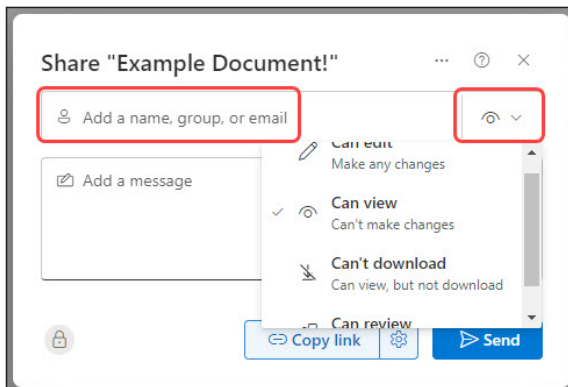 Share "Example Document!"
Add a name, group, or email
Can edit
Make any changes
Add a message
Can view
Can't make changes
Can't download
Can view, but not download
Can review
Copy link
Send